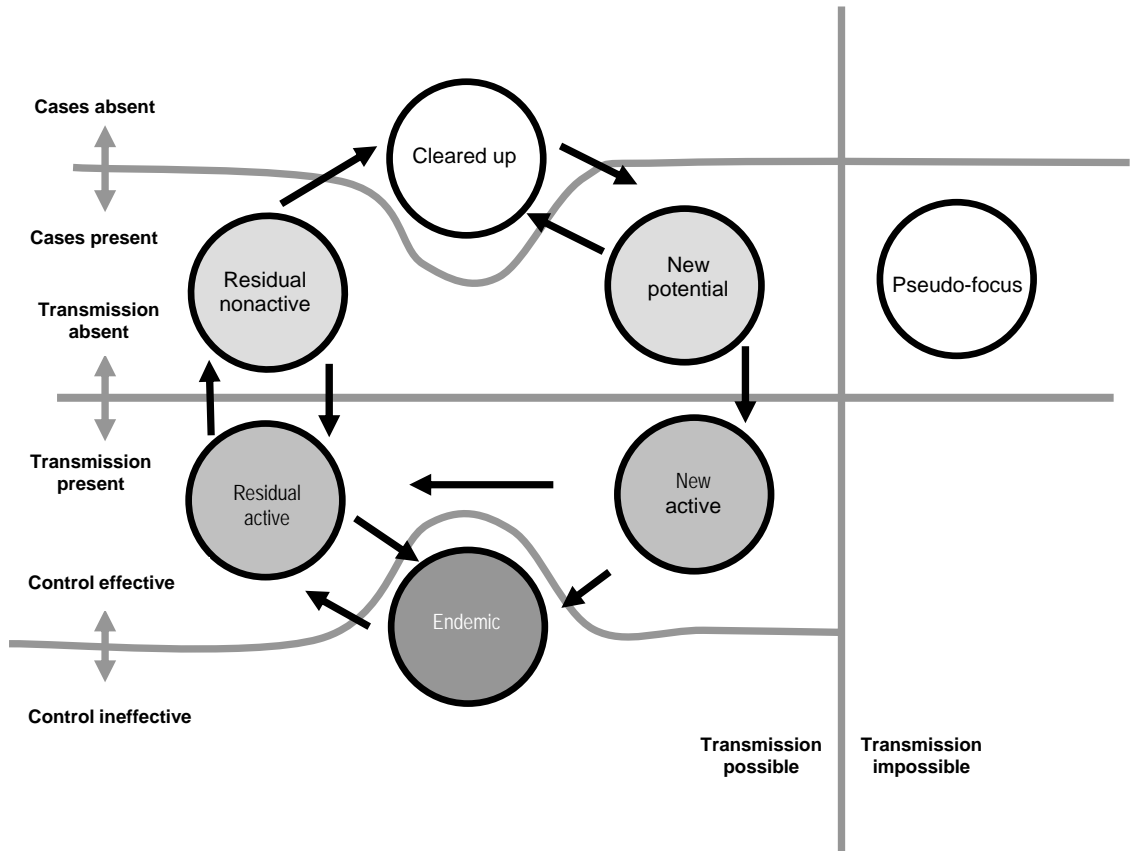 Cases absent
Cleared up
Cases present
Residual
nonactive
New
potential
Pseudo-focus
Transmission
absent
Transmission
present
Residual
active
New
active
Control effective
Endemic
Control ineffective
Transmission
possible
Transmission
impossible